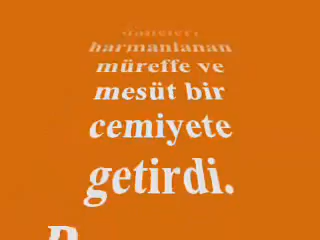 harmanlanan
müreffe ve
mesüt bir
cemiyete
getirdi.